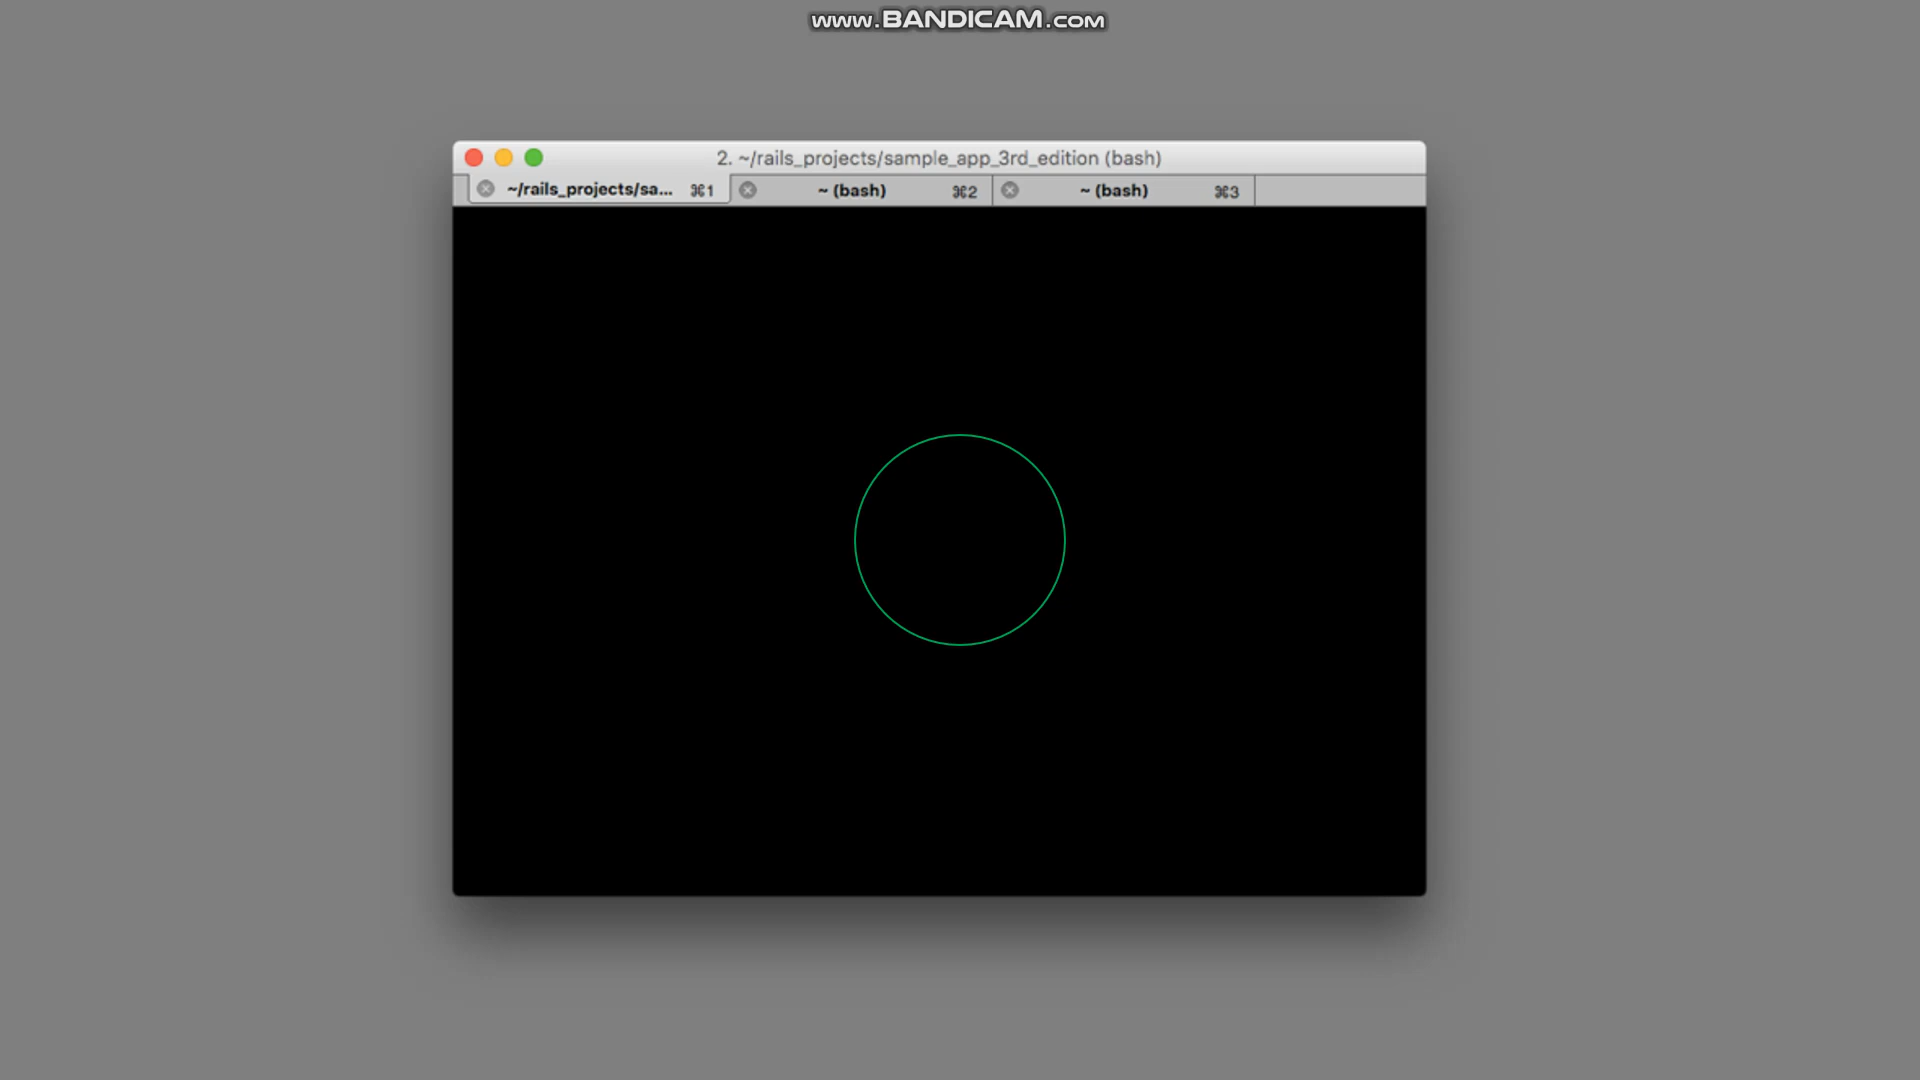 www.BANDICAM.com
2. ~/rails_projects/sample_app_3rd_edition (bash)
~/rails_projects/sa... ⌘1 ~ (bash) ⌘2 ~ (bash) ⌘3